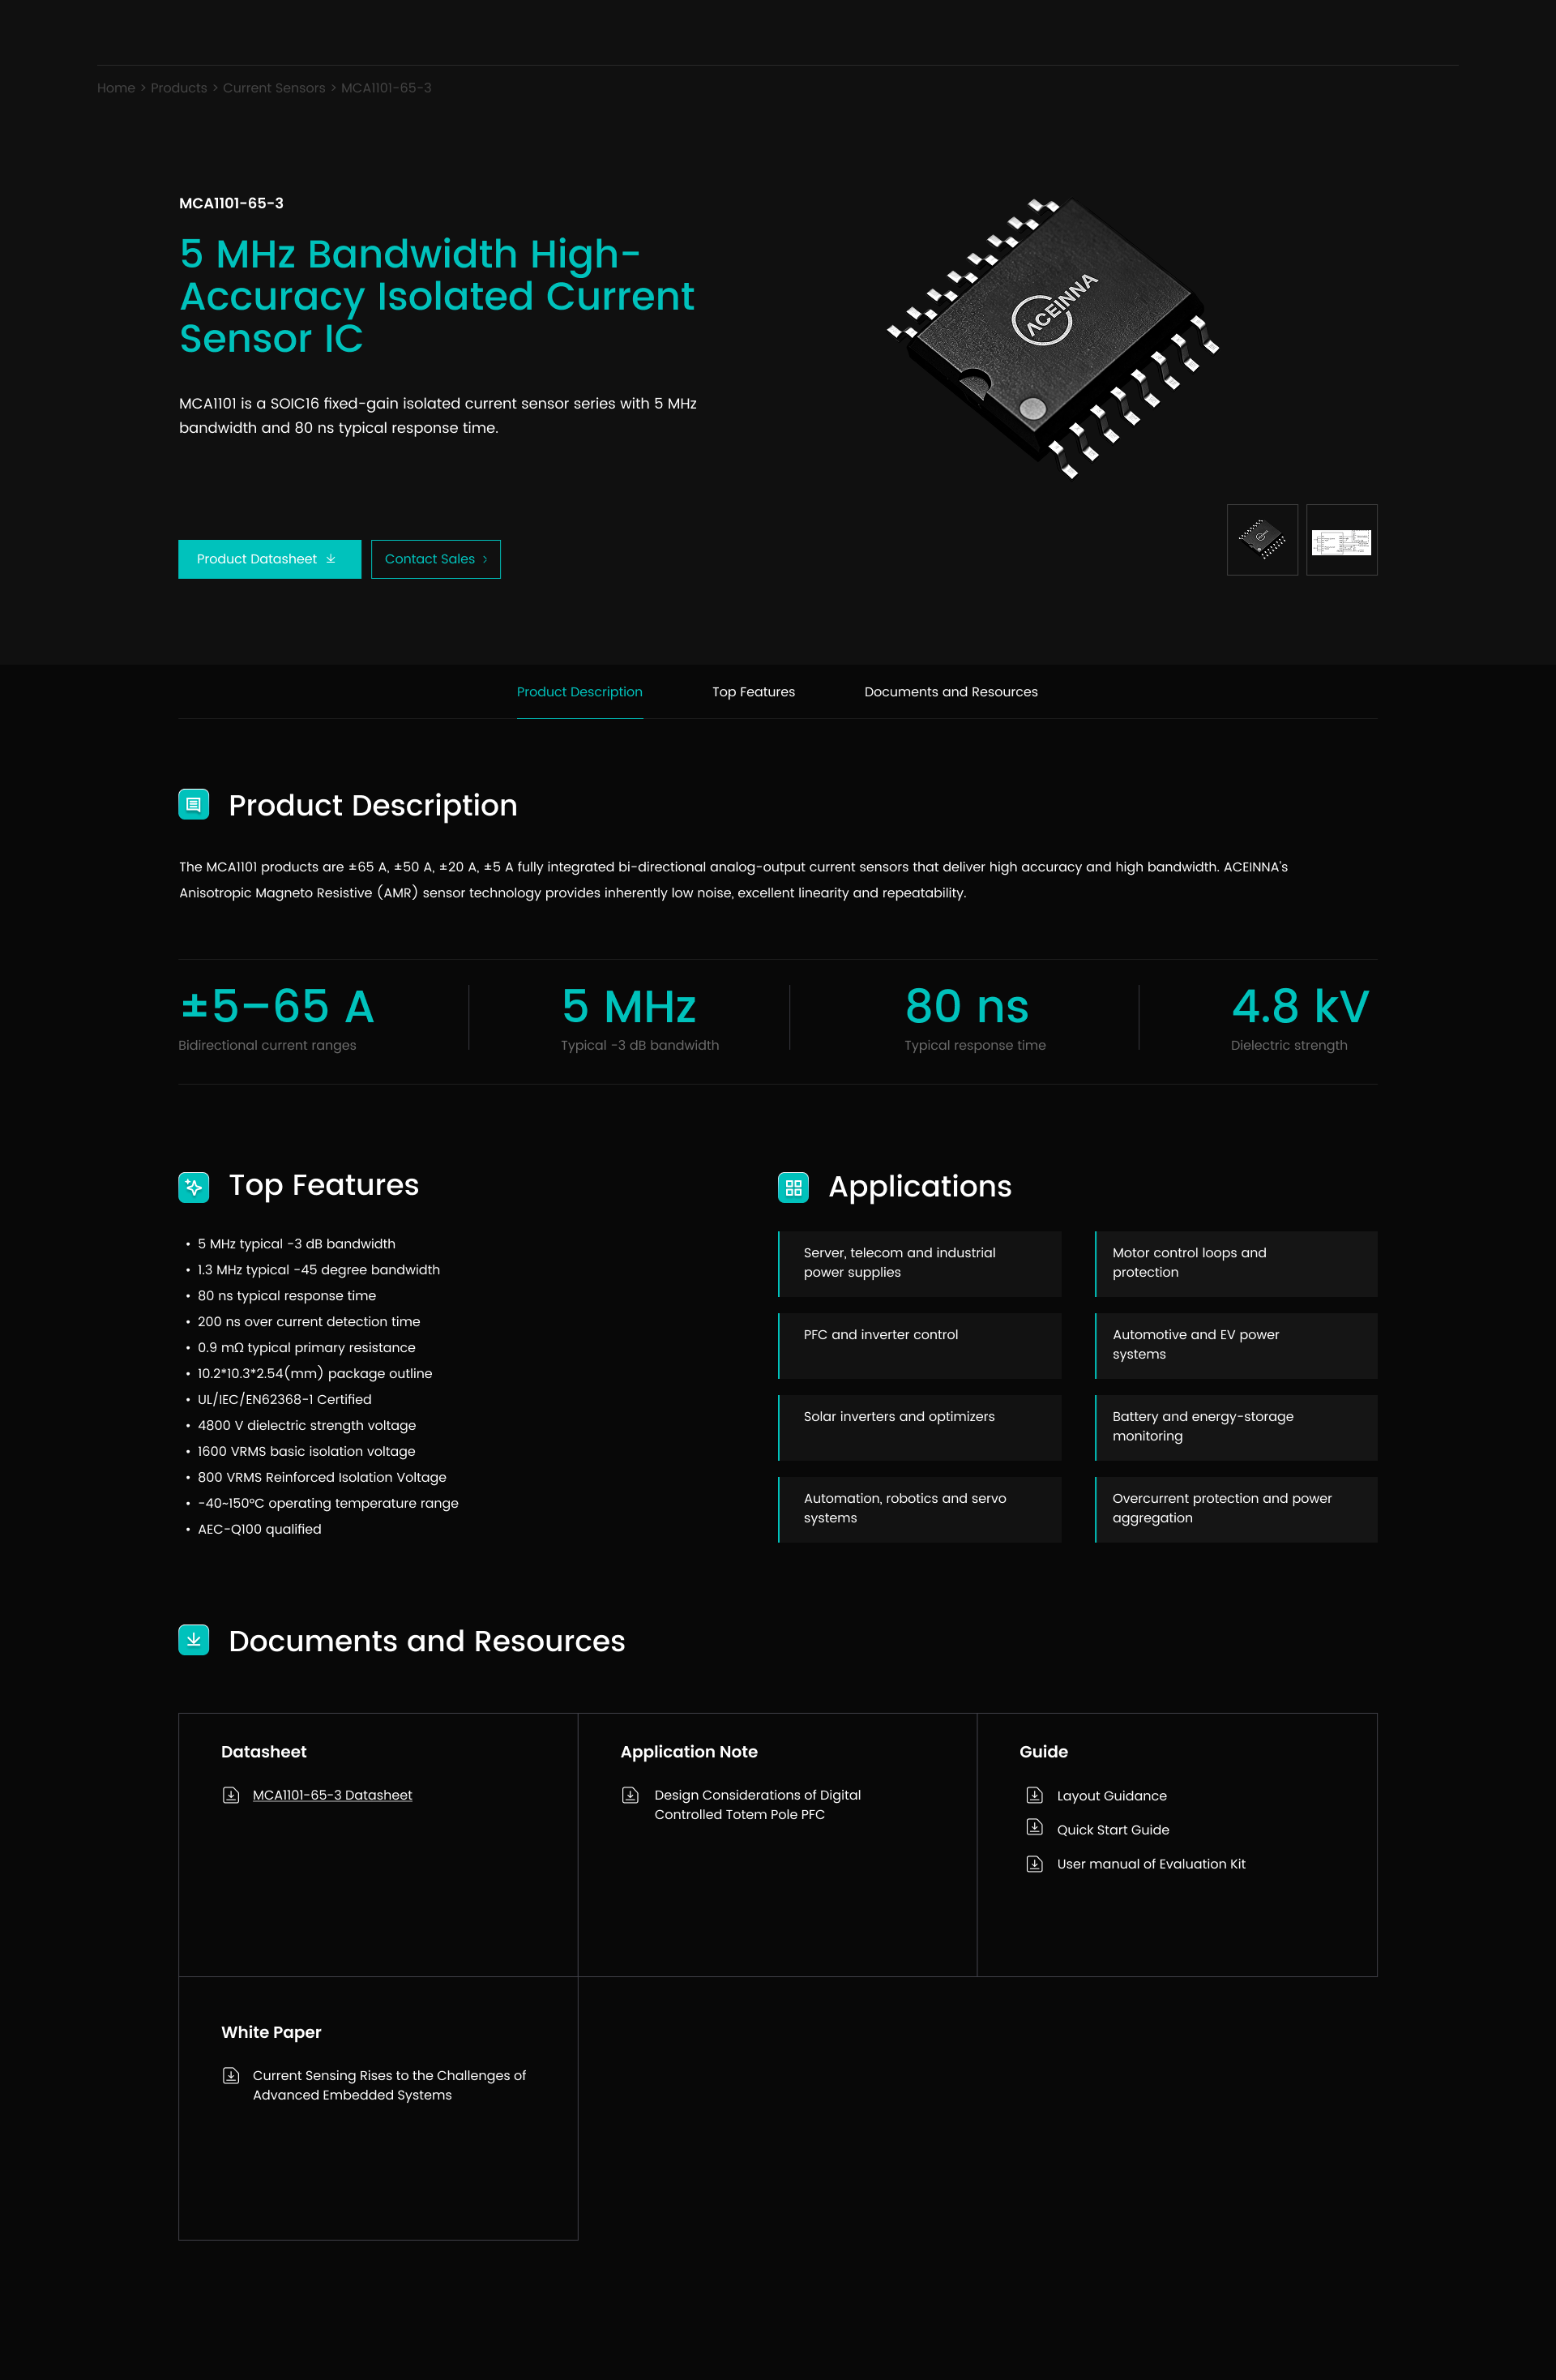 Home > Products > Current Sensors > MCA1101-65-3
MCA1101-65-3
5 MHz Bandwidth High-
Accuracy Isolated Current
Sensor IC
MCA1101 is a SOIC16 fixed-gain isolated current sensor series with 5 MHz
bandwidth and 80 ns typical response time.
ACEINNA
Product Datasheet
Contact Sales >
Product Description
Top Features
Documents and Resources
Product Description
The MCA1101 products are ±65 A, ±50 A, ±20 A, ±5 A fully integrated bi-directional analog-output current sensors that deliver high accuracy and high bandwidth. ACEINNA's
Anisotropic Magneto Resistive (AMR) sensor technology provides inherently low noise, excellent linearity and repeatability.
±5–65 A
Bidirectional current ranges
5 MHz
Typical -3 dB bandwidth
80 ns
Typical response time
4.8 kV
Dielectric strength
Top Features
• 5 MHz typical -3 dB bandwidth
• 1.3 MHz typical -45 degree bandwidth
• 80 ns typical response time
• 200 ns over current detection time
• 0.9 mΩ typical primary resistance
• 10.2*10.3*2.54(mm) package outline
• UL/IEC/EN62368-1 Certified
• 4800 V dielectric strength voltage
• 1600 VRMS basic isolation voltage
• 800 VRMS Reinforced Isolation Voltage
• -40~150°C operating temperature range
• AEC-Q100 qualified
Applications
Server, telecom and industrial
power supplies
Motor control loops and
protection
PFC and inverter control
Automotive and EV power
systems
Solar inverters and optimizers
Battery and energy-storage
monitoring
Automation, robotics and servo
systems
Overcurrent protection and power
aggregation
Documents and Resources
Datasheet
MCA1101-65-3 Datasheet
Application Note
Design Considerations of Digital
Controlled Totem Pole PFC
Guide
Layout Guidance
Quick Start Guide
User manual of Evaluation Kit
White Paper
Current Sensing Rises to the Challenges of
Advanced Embedded Systems